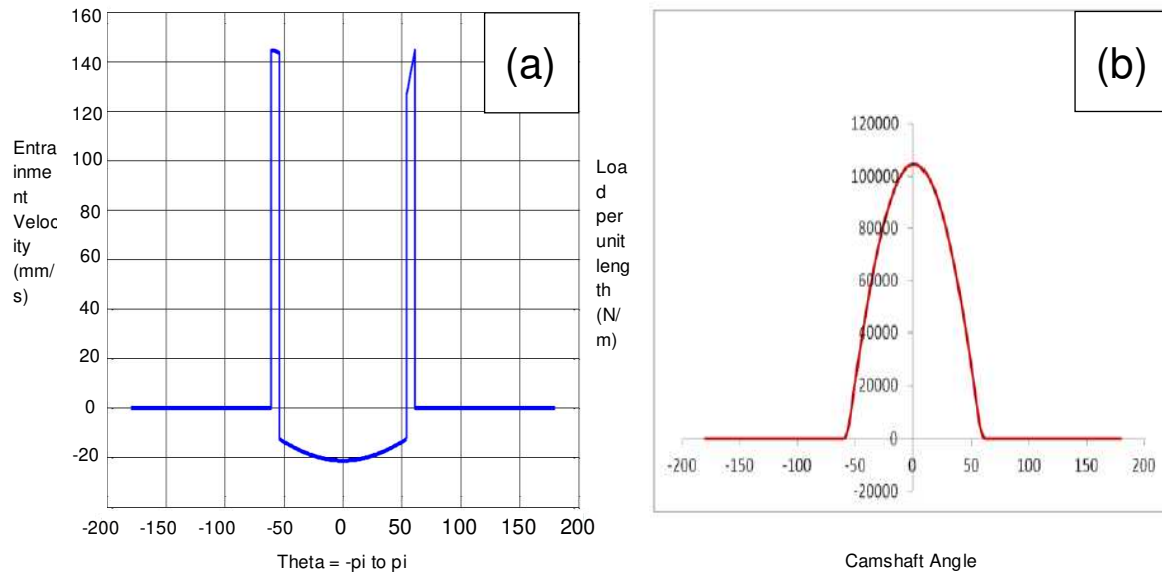 (a)
160
140
120
100
80
60
40
20
0
-20
Entra
inme
nt
Veloc
ity
(mm/
s)
-200 -150 -100 -50 0 50 100 150 200
Theta = -pi to pi
(b)
120000
100000
80000
60000
40000
20000
0
-20000
Loa
d
per
unit
leng
th
(N/
m)
-200 -150 -100 -50 0 50 100 150 200
Camshaft Angle